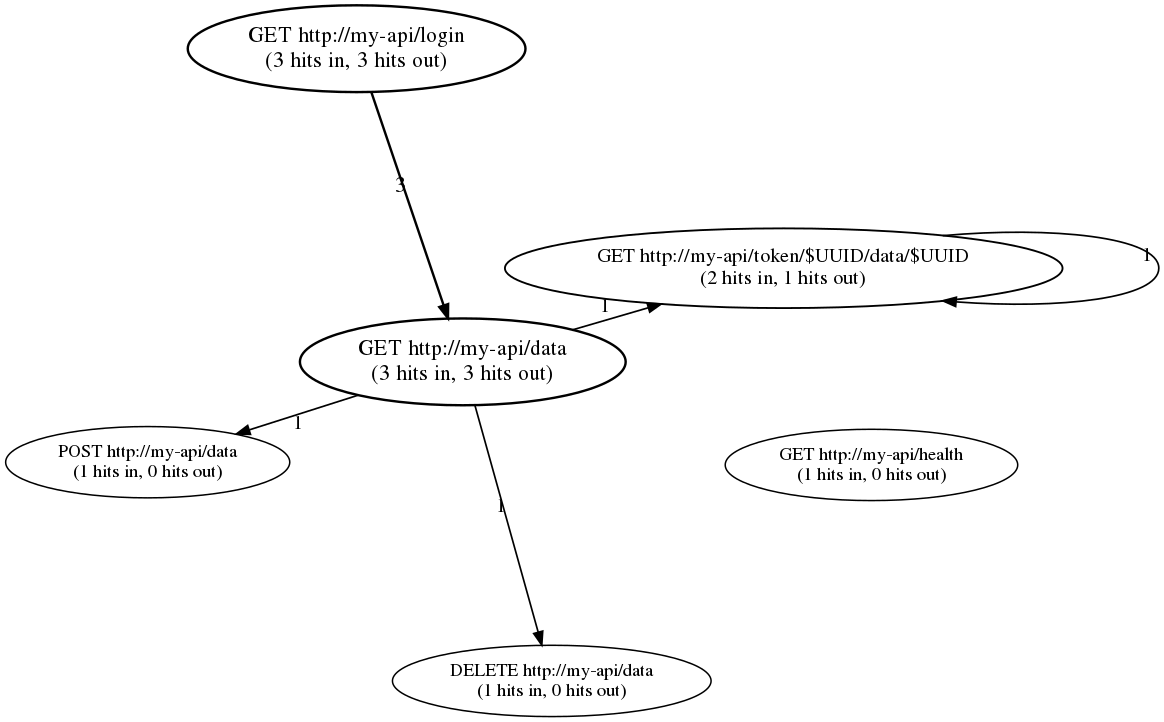 GET http://my-api/login
(3 hits in, 3 hits out)
3
GET http://my-api/token/$UUID/data/$UUID
(2 hits in, 1 hits out)
1
1
GET http://my-api/data
(3 hits in, 3 hits out)
1
POST http://my-api/data
(1 hits in, 0 hits out)
GET http://my-api/health
(1 hits in, 0 hits out)
1
DELETE http://my-api/data
(1 hits in, 0 hits out)